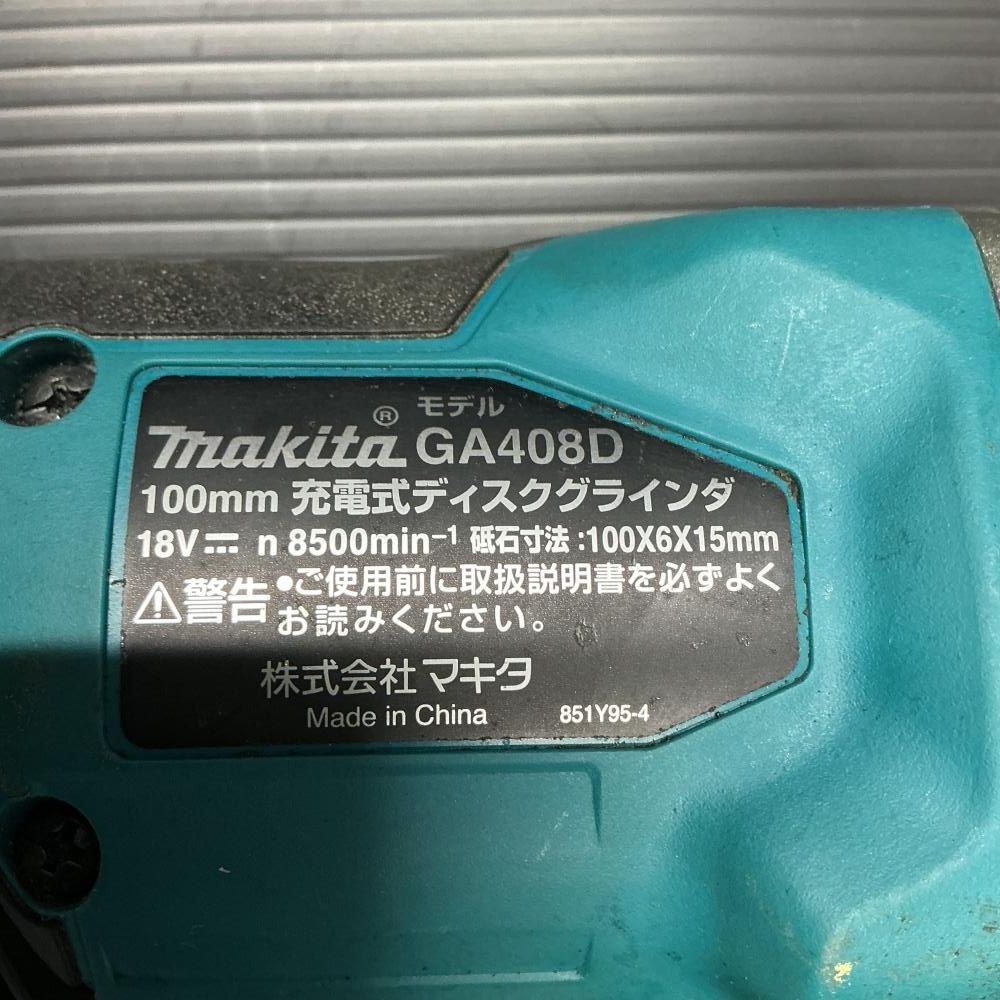 モデル
makita® GA408D
100mm 充電式ディスクグラインダ
18V⎓ n 8500min⁻¹ 砥石寸法:100X6X15mm
⚠警告 ●ご使用前に取扱説明書を必ずよく
お読みください。
株式会社マキタ
Made in China 851Y95-4